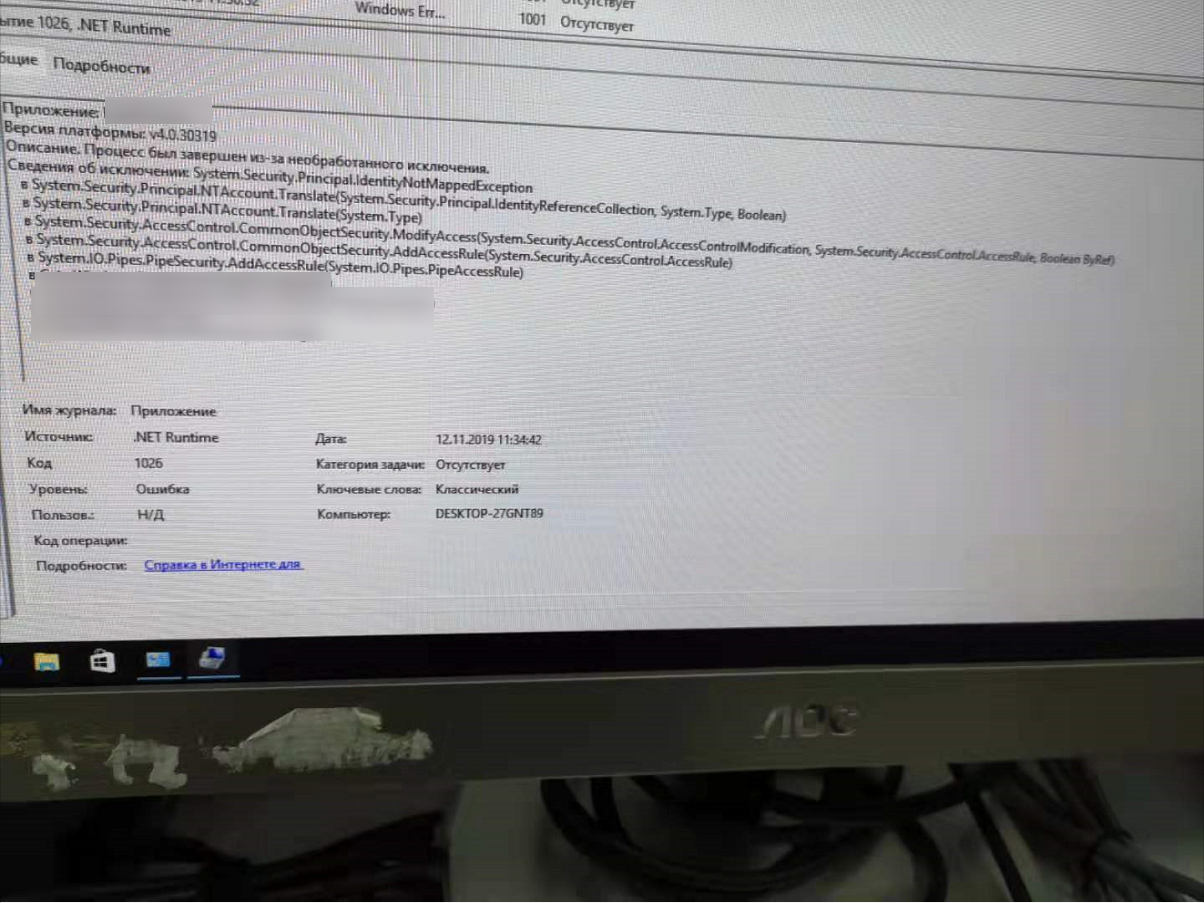 Windows Err...
1001 Отсутствует
ытие 1026, .NET Runtime
бщие Подробности
Приложение:
Версия платформы: v4.0.30319
Описание. Процесс был завершен из-за необработанного исключения.
Сведения об исключении: System.Security.Principal.IdentityNotMappedException
в System.Security.Principal.NTAccount.Translate(System.Security.Principal.IdentityReferenceCollection, System.Type, Boolean)
в System.Security.Principal.NTAccount.Translate(System.Type)
в System.Security.AccessControl.CommonObjectSecurity.ModifyAccess(System.Security.AccessControl.AccessControlModification, System.Security.AccessControl.AccessRule, Boolean ByRef)
в System.Security.AccessControl.CommonObjectSecurity.AddAccessRule(System.Security.AccessControl.AccessRule)
в System.IO.Pipes.PipeSecurity.AddAccessRule(System.IO.Pipes.PipeAccessRule)
в
Имя журнала: Приложение
Источник: .NET Runtime Дата: 12.11.2019 11:34:42
Код 1026 Категория задачи: Отсутствует
Уровень: Ошибка Ключевые слова: Классический
Пользов.: Н/Д Компьютер: DESKTOP-27GNT89
Код операции:
Подробности: Справка в Интернете для
AOC